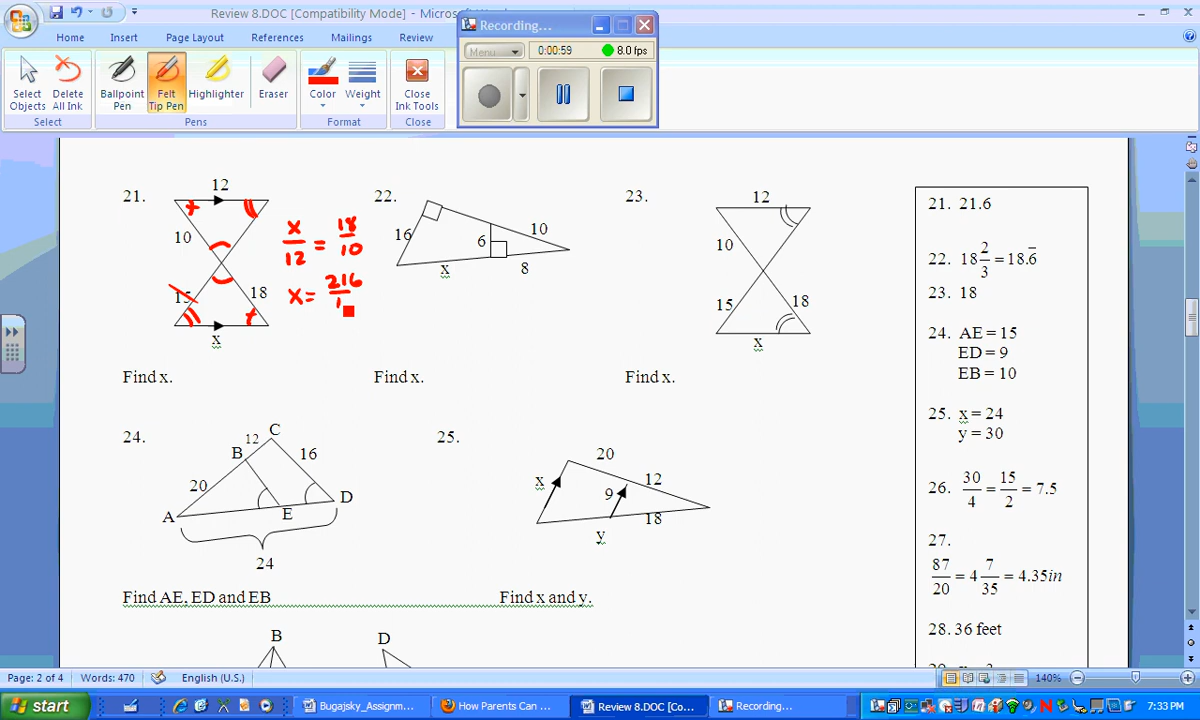 Review 8.DOC [Compatibility Mode] - Microsoft
Recording...
Home Insert Page Layout References Mailings Review
Menu 0:00:59 8.0 fps
Select Objects Delete All Ink Ballpoint Pen Felt Tip Pen Highlighter Eraser Color Weight Close Ink Tools
Select Pens Format Close
21. 12 10 15 18 x
x/12 = 18/10
x = 216/1
Find x.
22. 16 6 10 8 x
Find x.
23. 12 10 15 18 x
Find x.
24. C 12 B 16 20 A E D 24
Find AE, ED and EB
25. 20 x 12 9 18 y
Find x and y.
B D
21. 21.6
22. 18 2/3 = 18.6̅
23. 18
24. AE = 15
ED = 9
EB = 10
25. x = 24
y = 30
26. 30/4 = 15/2 = 7.5
27.
87/20 = 4 7/35 = 4.35in
28. 36 feet
Page: 2 of 4 Words: 470 English (U.S.) 140%
start Bugajsky_Assignm... How Parents Can ... Review 8.DOC [Co... Recording... 7:33 PM